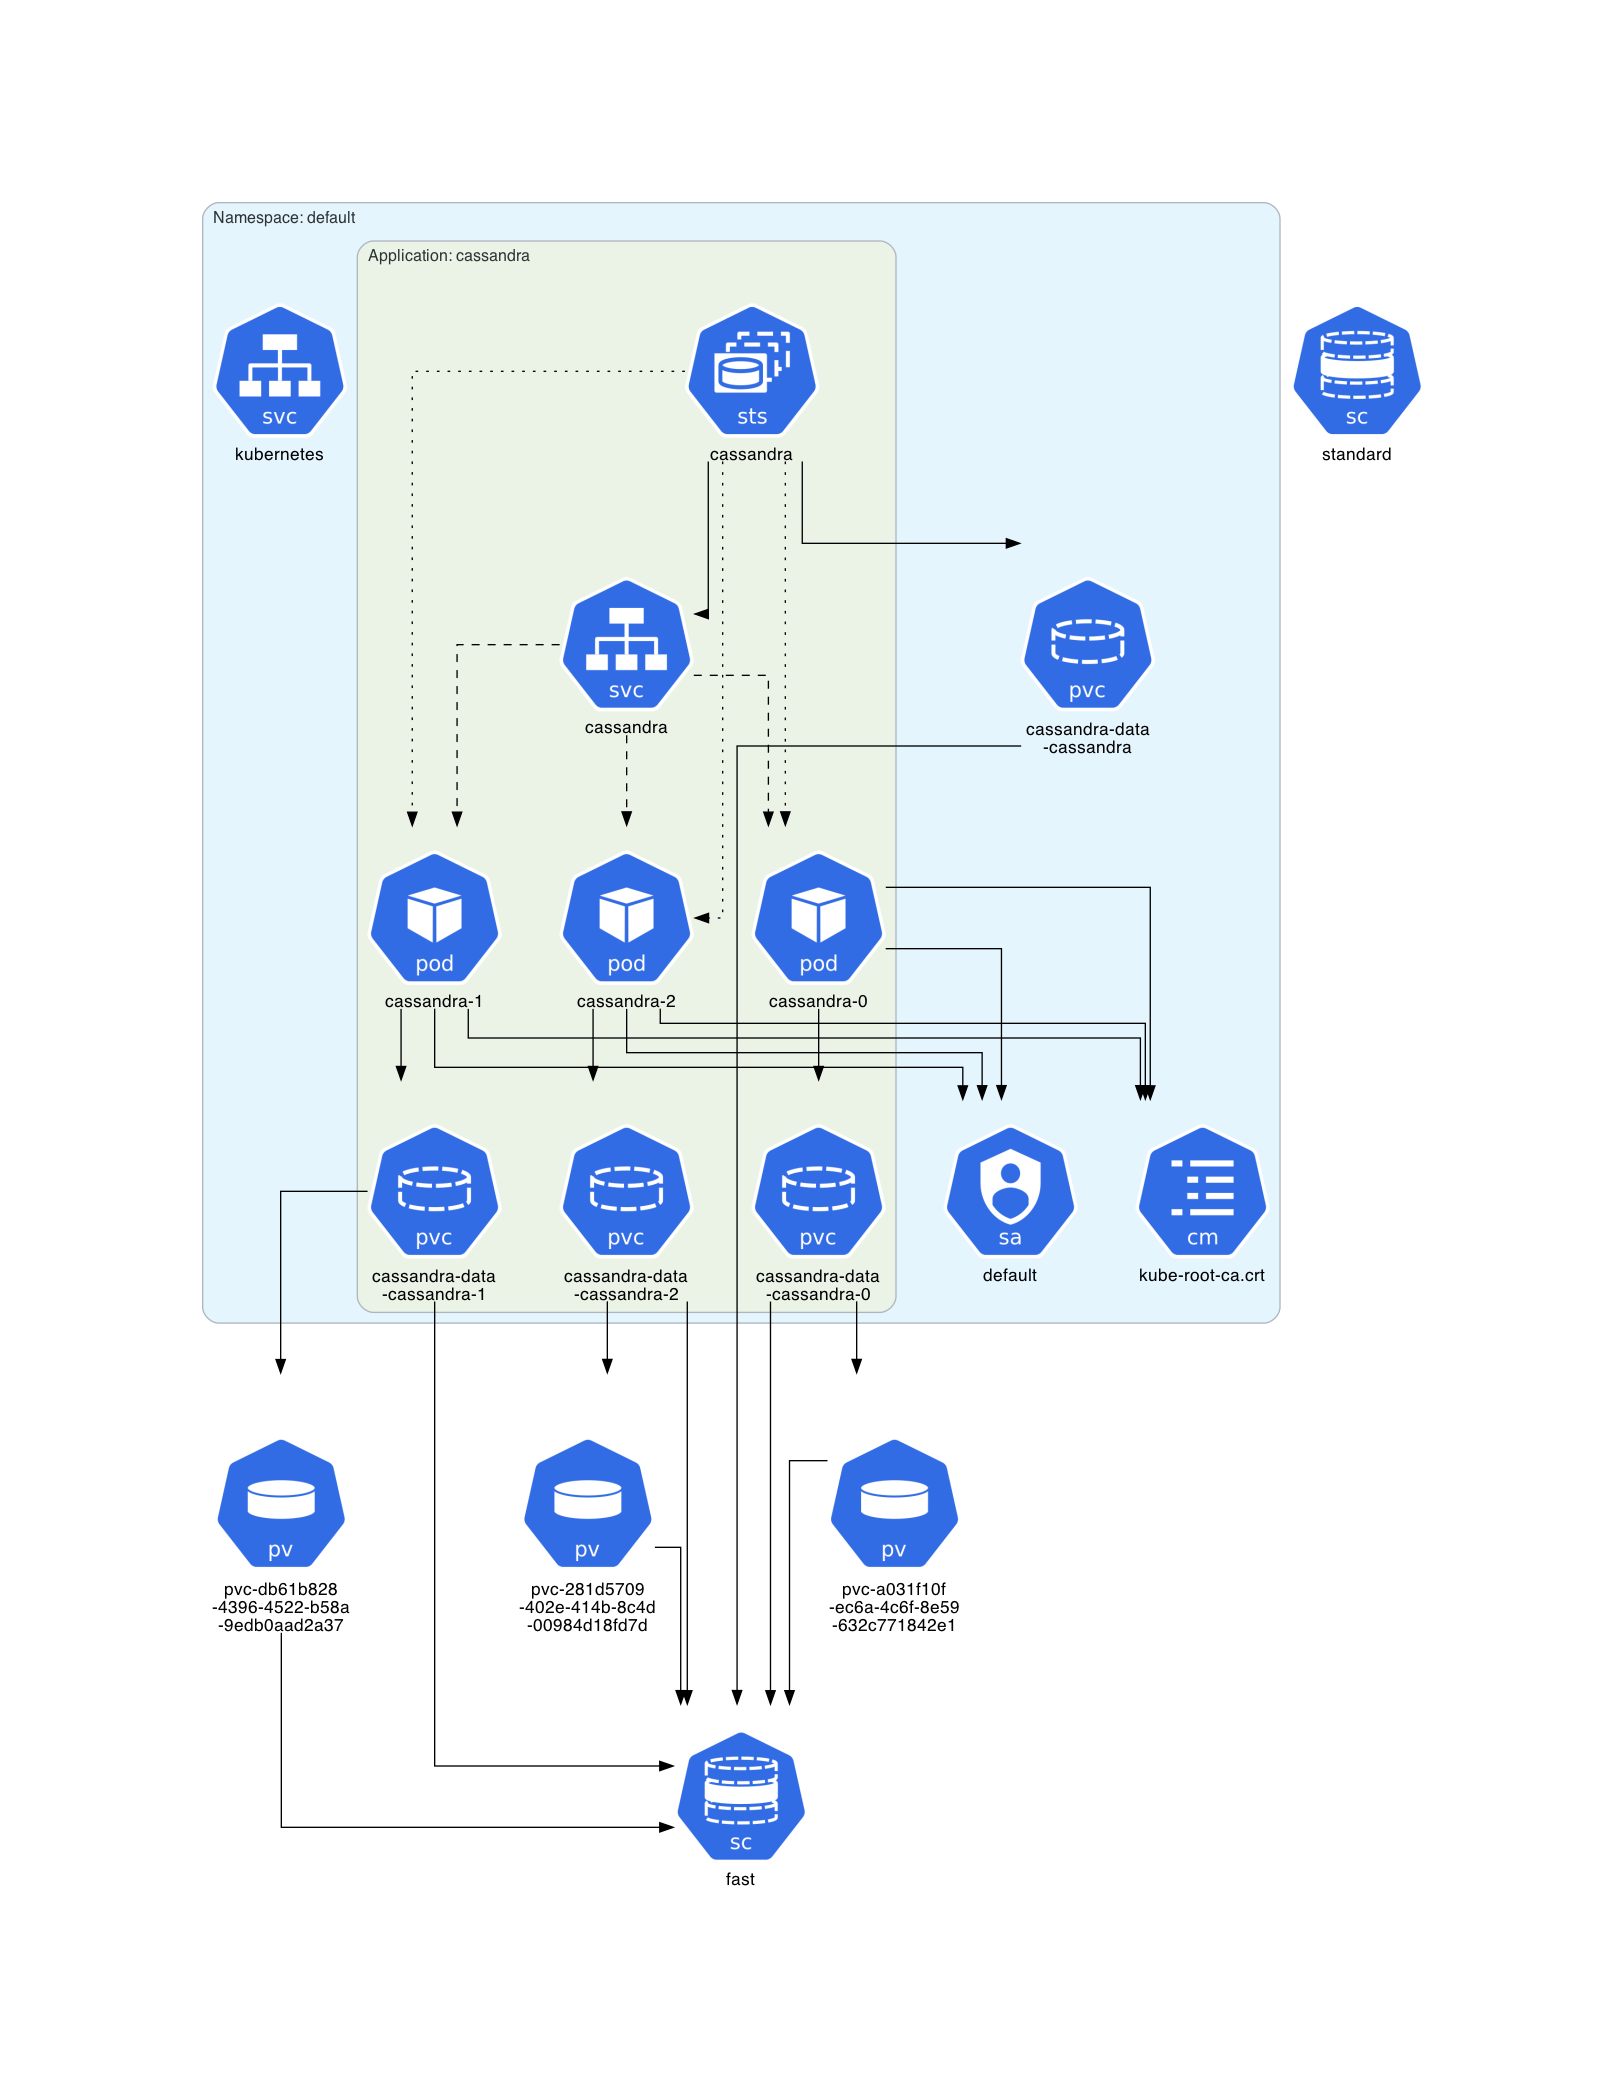 Namespace: default
Application: cassandra
svc
kubernetes
sts
cassandra
sc
standard
svc
cassandra
pvc
cassandra-data
-cassandra
pod
cassandra-1
pod
cassandra-2
pod
cassandra-0
pvc
cassandra-data
-cassandra-1
pvc
cassandra-data
-cassandra-2
pvc
cassandra-data
-cassandra-0
sa
default
cm
kube-root-ca.crt
pv
pvc-db61b828
-4396-4522-b58a
-9edb0aad2a37
pv
pvc-281d5709
-402e-414b-8c4d
-00984d18fd7d
pv
pvc-a031f10f
-ec6a-4c6f-8e59
-632c771842e1
sc
fast